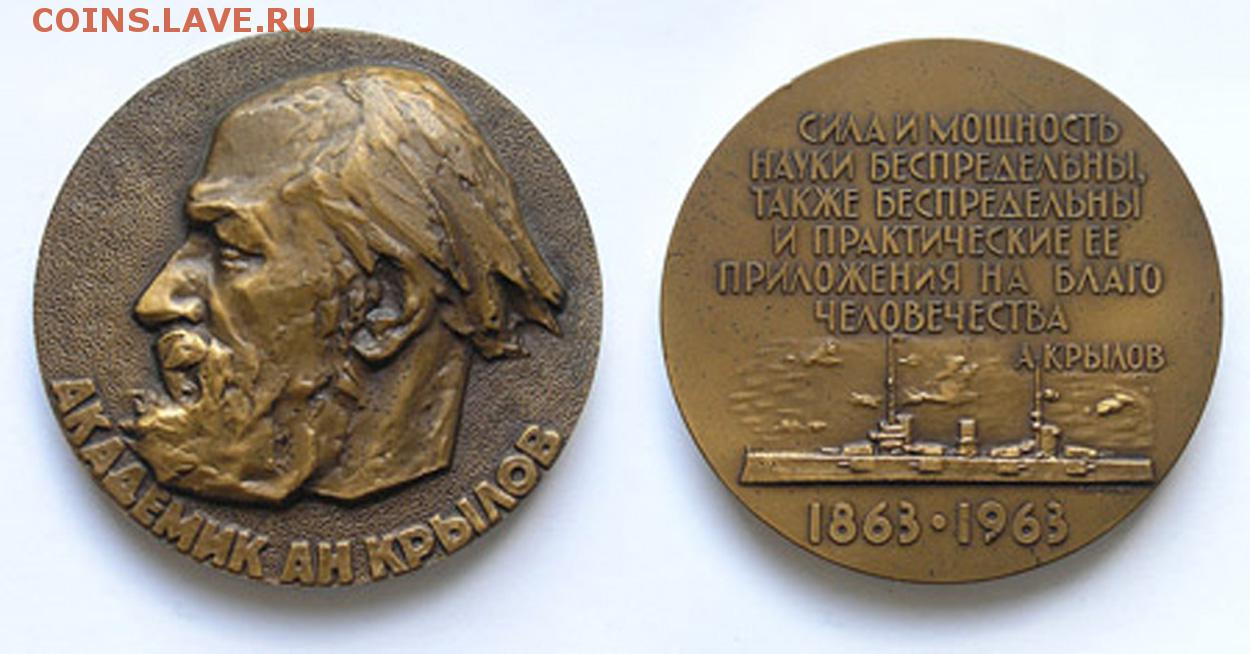 COINS.LAVE.RU
АКАДЕМИК АН КРЫЛОВ
СИЛА И МОЩНОСТЬ
НАУКИ БЕСПРЕДЕЛЬНЫ,
ТАКЖЕ БЕСПРЕДЕЛЬНЫ
И ПРАКТИЧЕСКИЕ ЕЕ
ПРИЛОЖЕНИЯ НА БЛАГО
ЧЕЛОВЕЧЕСТВА
А.КРЫЛОВ
1863•1963